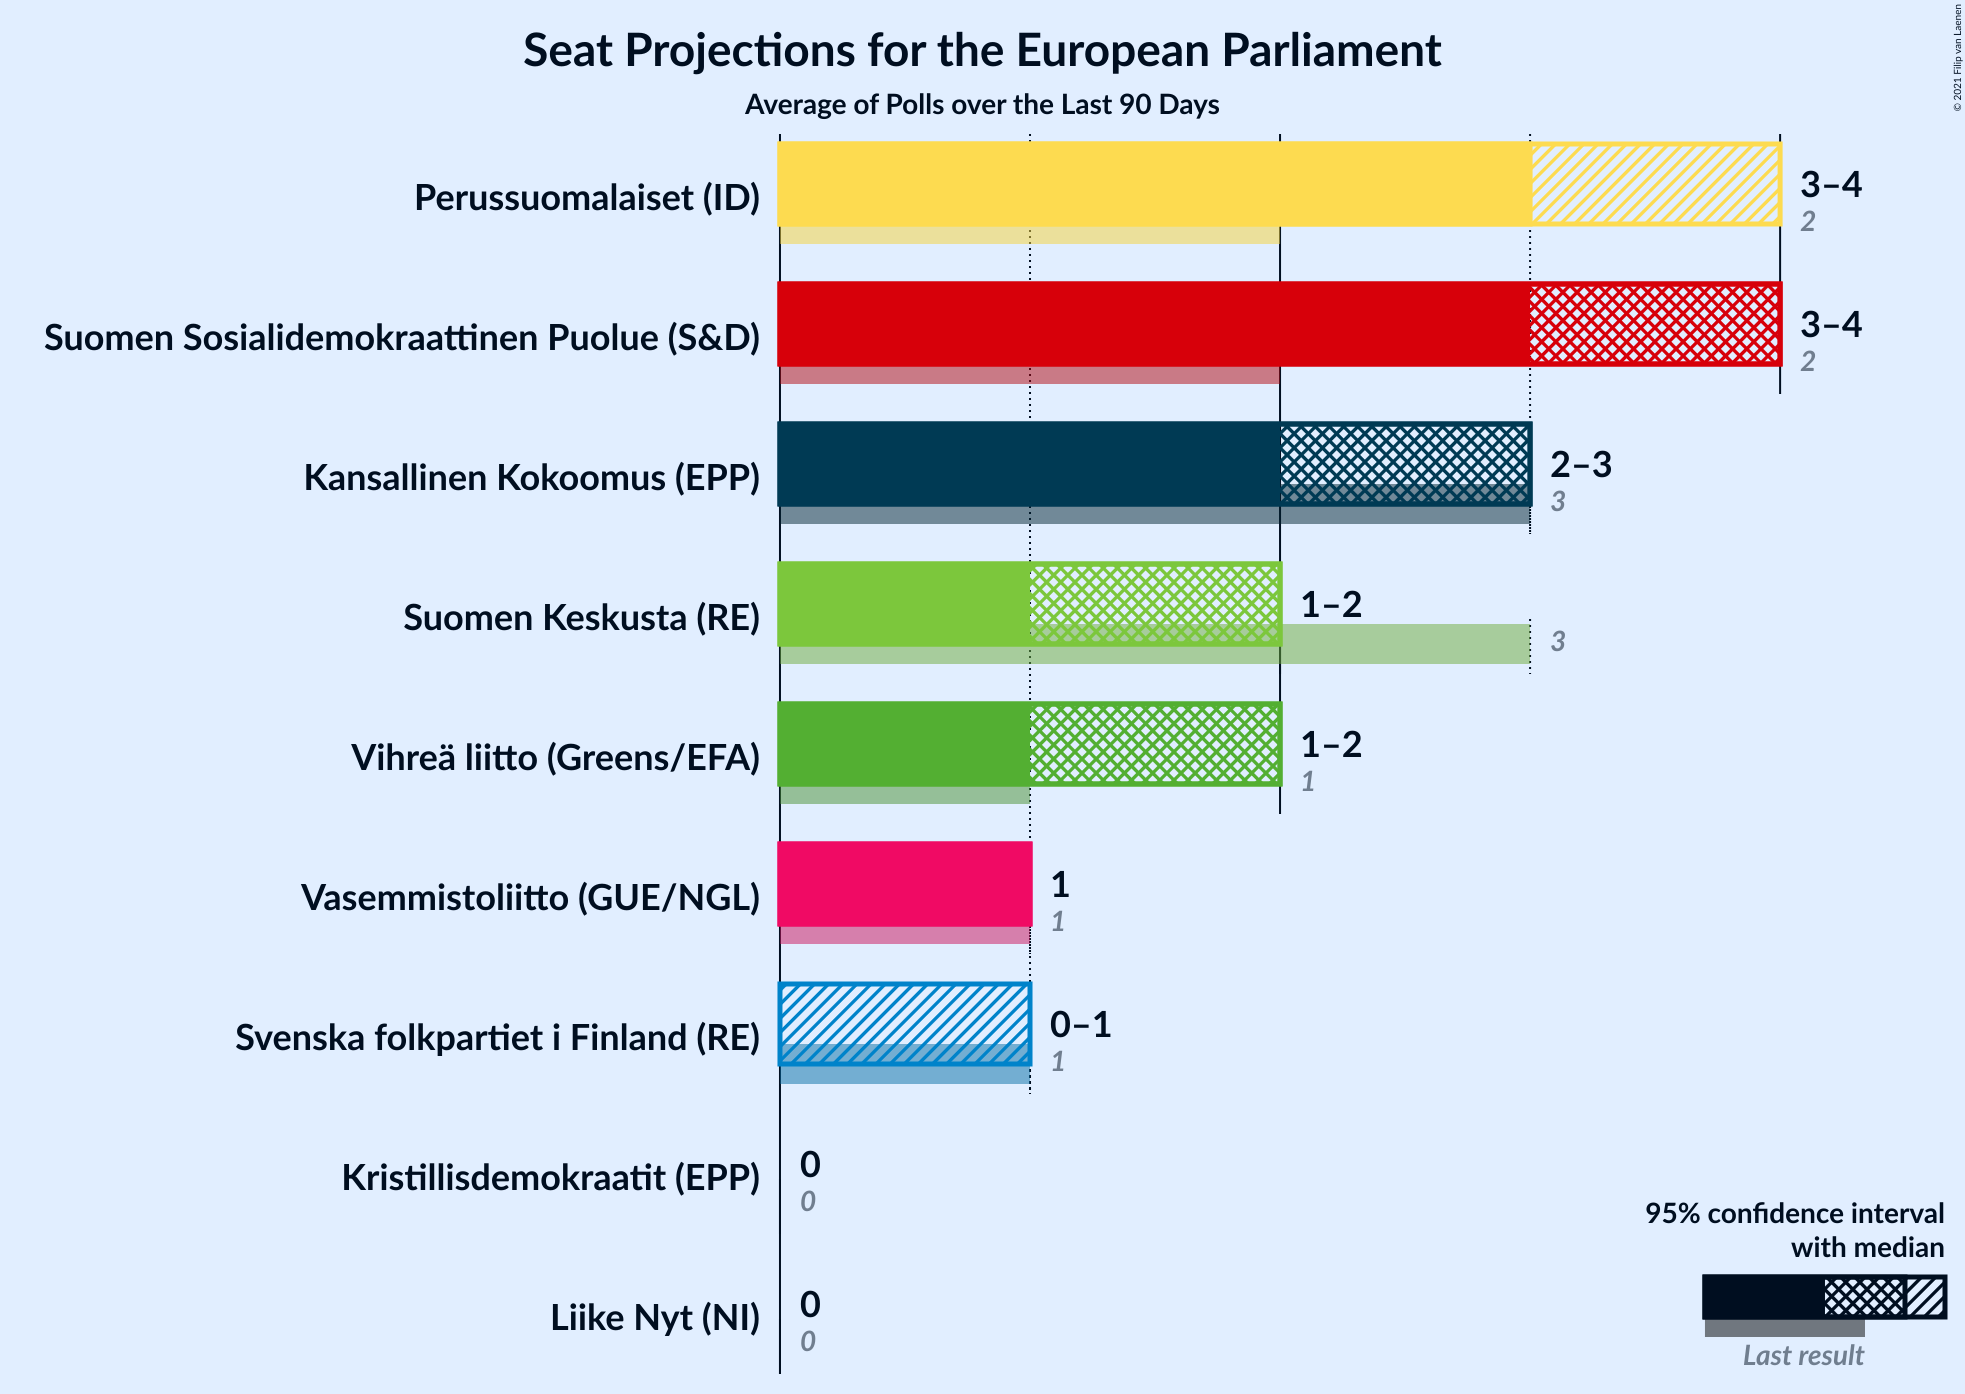 Seat Projections for the European Parliament
Average of Polls over the Last 90 Days
© 2021 Filip van Laenen
Perussuomalaiset (ID)
3–4
2
Suomen Sosialidemokraattinen Puolue (S&D)
3–4
2
Kansallinen Kokoomus (EPP)
2–3
3
Suomen Keskusta (RE)
1–2
3
Vihreä liitto (Greens/EFA)
1–2
1
Vasemmistoliitto (GUE/NGL)
1
1
Svenska folkpartiet i Finland (RE)
0–1
1
Kristillisdemokraatit (EPP)
0
0
Liike Nyt (NI)
0
0
95% confidence interval
with median
Last result